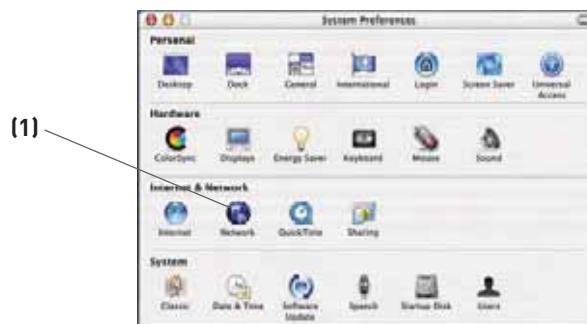 System Preferences
Personal
Desktop Dock General International Login Screen Saver Universal Access
Hardware
(1)
ColorSync Displays Energy Saver Keyboard Mouse Sound
Internet & Network
Internet Network QuickTime Sharing
System
Classic Date & Time Software Update Speech Startup Disk Users